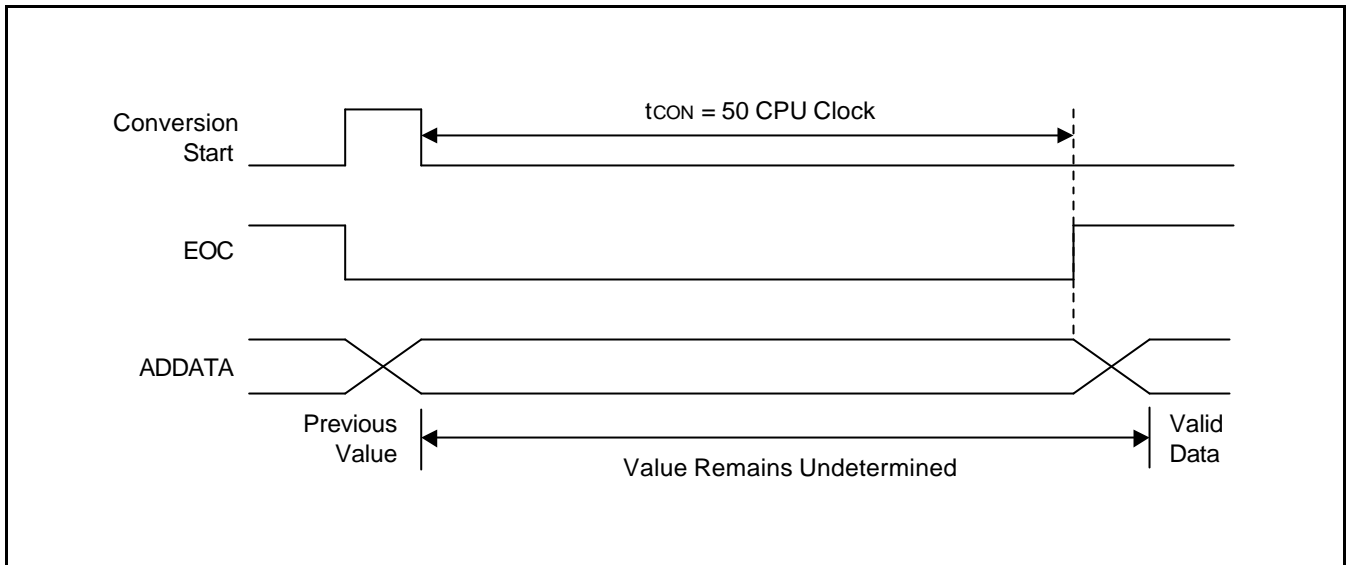 tCON = 50 CPU Clock
Conversion
Start
EOC
ADDATA
Previous
Value
Value Remains Undetermined
Valid
Data